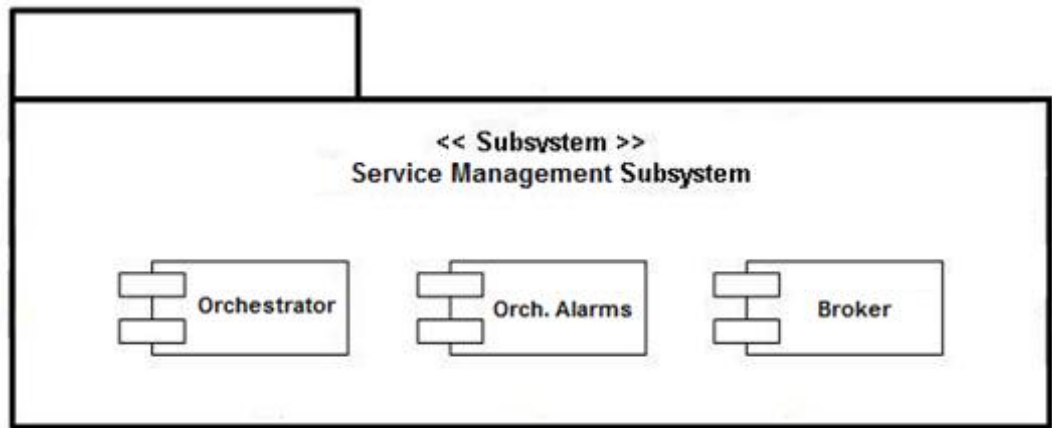 << Subsystem >>
Service Management Subsystem
Orchestrator
Orch. Alarms
Broker